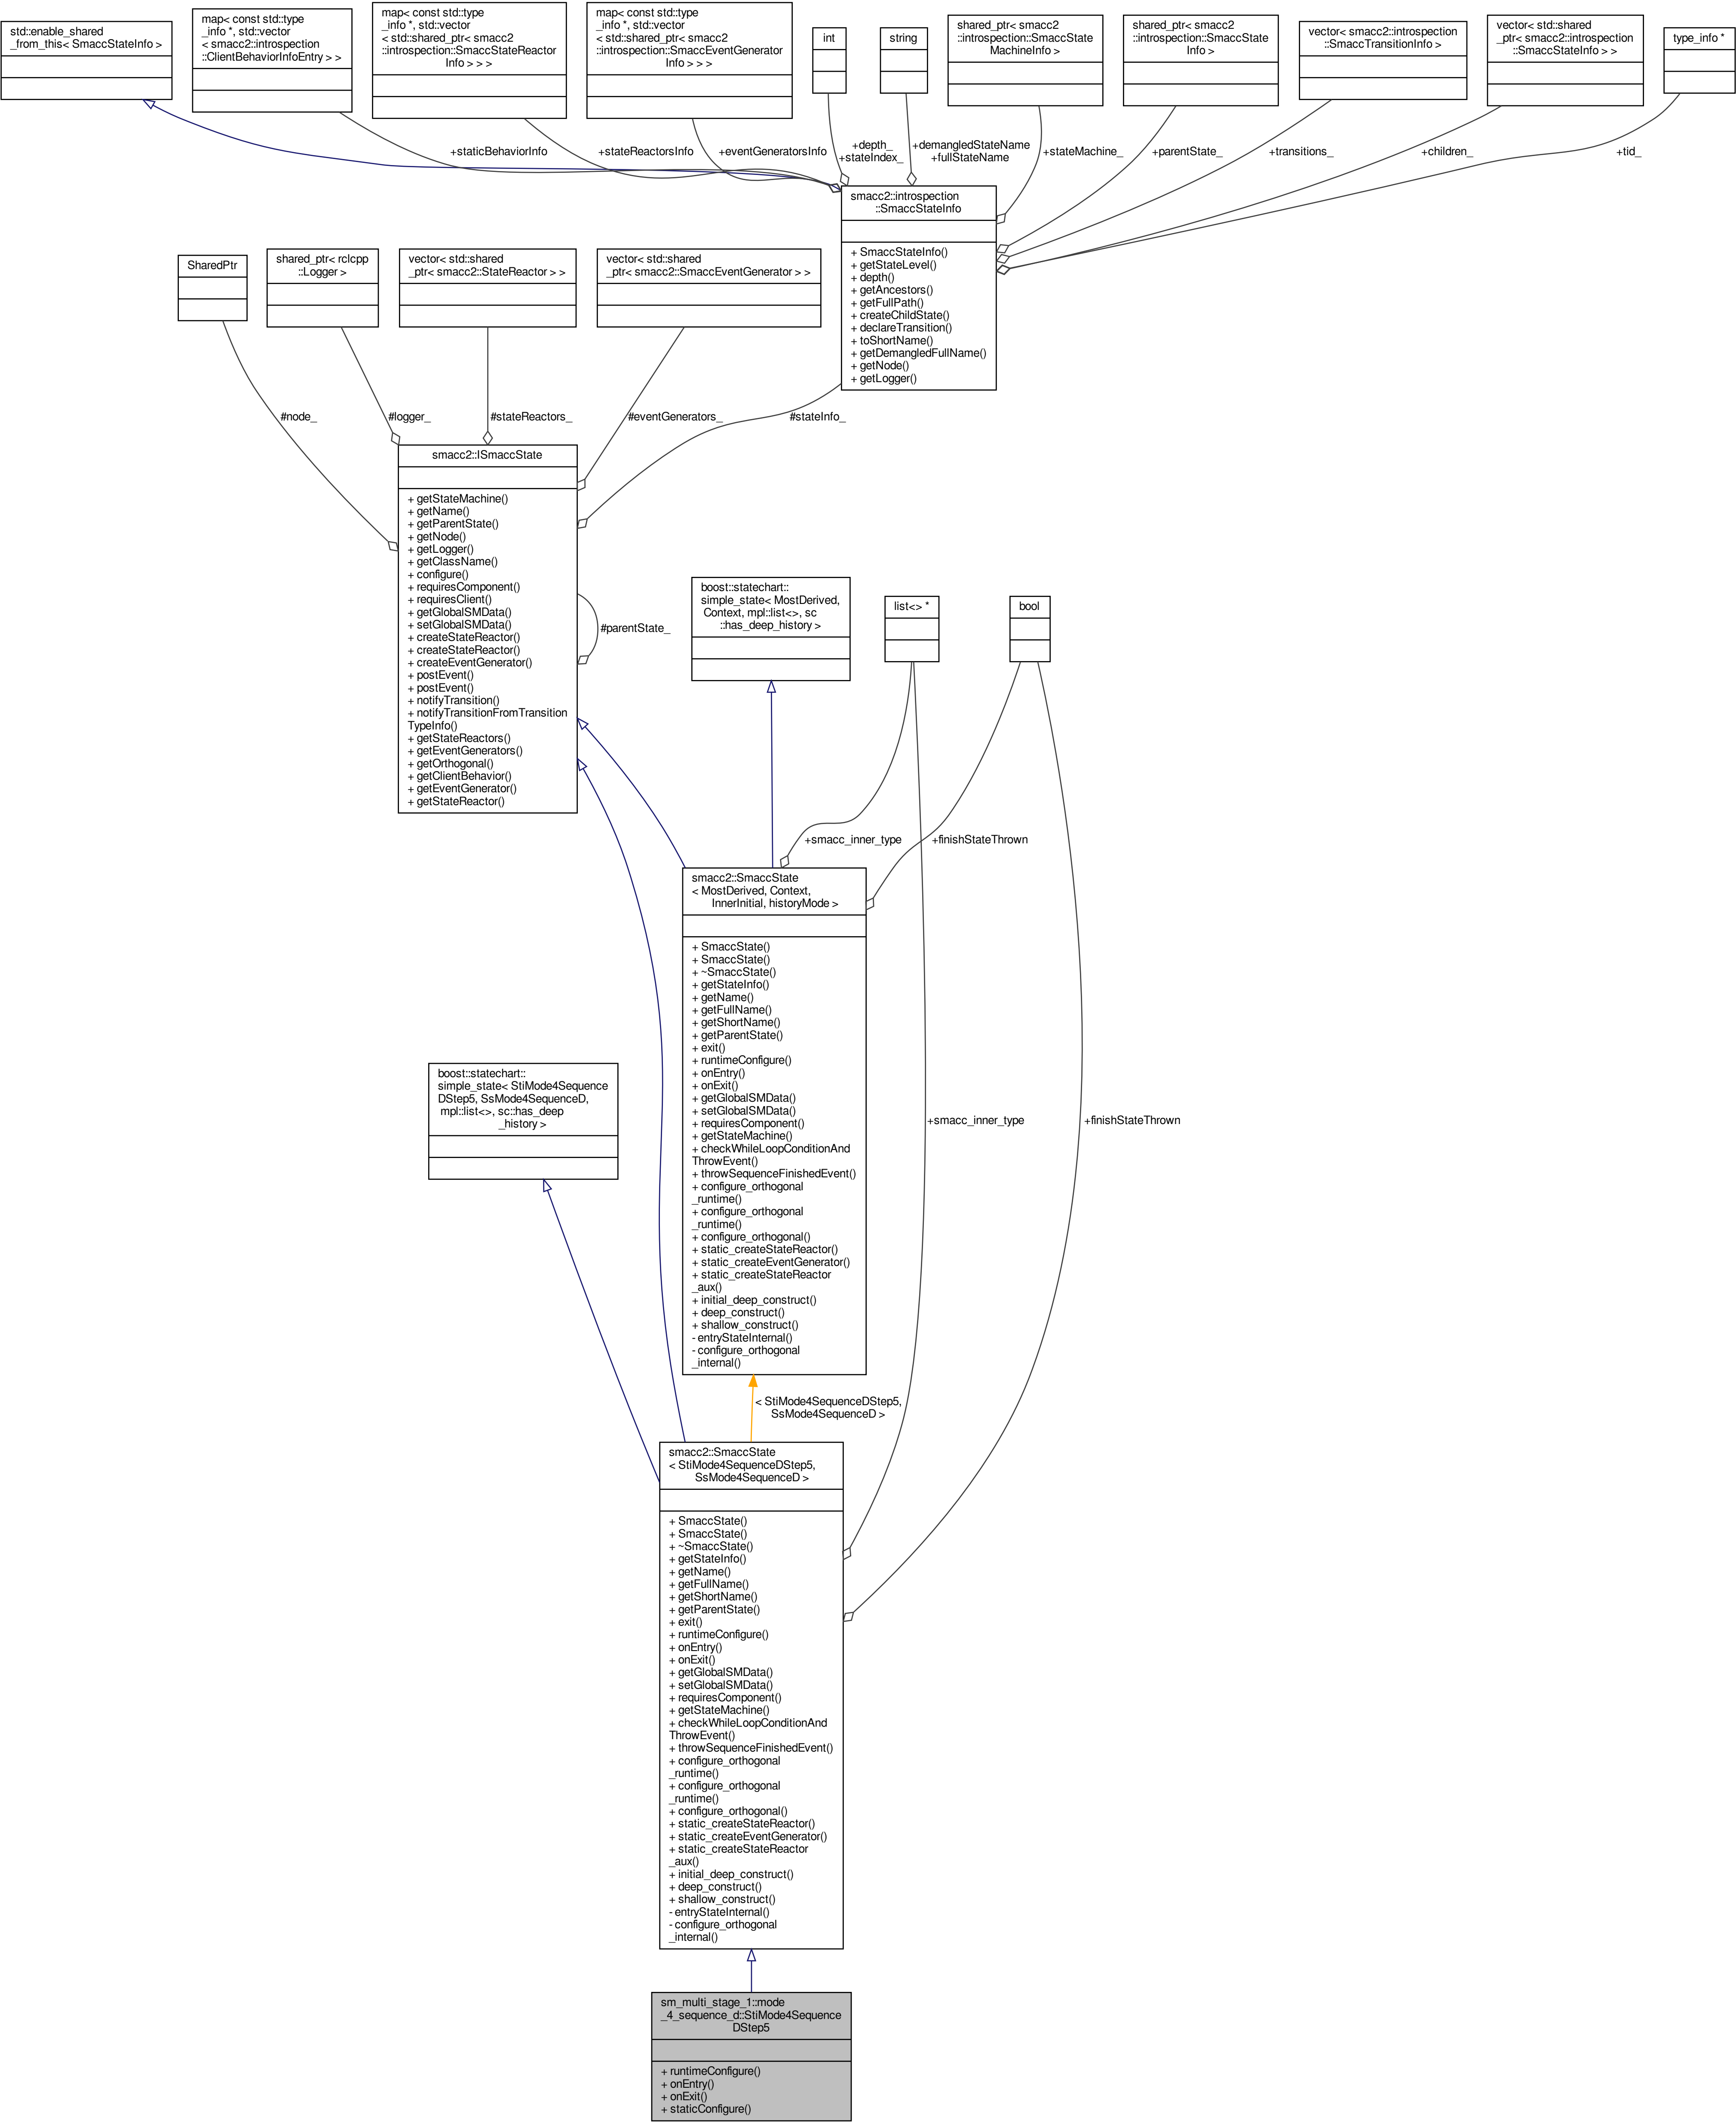 std::enable_shared
_from_this< SmaccStateInfo >
map< const std::type
_info *, std::vector
< smacc2::introspection
::ClientBehaviorInfoEntry > >
map< const std::type
_info *, std::vector
< std::shared_ptr< smacc2
::introspection::SmaccStateReactor
Info > > >
map< const std::type
_info *, std::vector
< std::shared_ptr< smacc2
::introspection::SmaccEventGenerator
Info > > >
int
string
shared_ptr< smacc2
::introspection::SmaccState
MachineInfo >
shared_ptr< smacc2
::introspection::SmaccState
Info >
vector< smacc2::introspection
::SmaccTransitionInfo >
vector< std::shared
_ptr< smacc2::introspection
::SmaccStateInfo > >
type_info *
+staticBehaviorInfo
+stateReactorsInfo
+eventGeneratorsInfo
+depth_
+stateIndex_
+demangledStateName
+fullStateName
+stateMachine_
+parentState_
+transitions_
+children_
+tid_
smacc2::introspection
::SmaccStateInfo
+ SmaccStateInfo()
+ getStateLevel()
+ depth()
+ getAncestors()
+ getFullPath()
+ createChildState()
+ declareTransition()
+ toShortName()
+ getDemangledFullName()
+ getNode()
+ getLogger()
SharedPtr
shared_ptr< rclcpp
::Logger >
vector< std::shared
_ptr< smacc2::StateReactor > >
vector< std::shared
_ptr< smacc2::SmaccEventGenerator > >
#node_
#logger_
#stateReactors_
#eventGenerators_
#stateInfo_
smacc2::ISmaccState
+ getStateMachine()
+ getName()
+ getParentState()
+ getNode()
+ getLogger()
+ getClassName()
+ configure()
+ requiresComponent()
+ requiresClient()
+ getGlobalSMData()
+ setGlobalSMData()
+ createStateReactor()
+ createStateReactor()
+ createEventGenerator()
+ postEvent()
+ postEvent()
+ notifyTransition()
+ notifyTransitionFromTransition
TypeInfo()
+ getStateReactors()
+ getEventGenerators()
+ getOrthogonal()
+ getClientBehavior()
+ getEventGenerator()
+ getStateReactor()
#parentState_
boost::statechart::
simple_state< MostDerived,
Context, mpl::list<>, sc
::has_deep_history >
list<> *
bool
+smacc_inner_type
+finishStateThrown
smacc2::SmaccState
< MostDerived, Context,
InnerInitial, historyMode >
+ SmaccState()
+ SmaccState()
+ ~SmaccState()
+ getStateInfo()
+ getName()
+ getFullName()
+ getShortName()
+ getParentState()
+ exit()
+ runtimeConfigure()
+ onEntry()
+ onExit()
+ getGlobalSMData()
+ setGlobalSMData()
+ requiresComponent()
+ getStateMachine()
+ checkWhileLoopConditionAnd
ThrowEvent()
+ throwSequenceFinishedEvent()
+ configure_orthogonal
_runtime()
+ configure_orthogonal
_runtime()
+ configure_orthogonal()
+ static_createStateReactor()
+ static_createEventGenerator()
+ static_createStateReactor
_aux()
+ initial_deep_construct()
+ deep_construct()
+ shallow_construct()
- entryStateInternal()
- configure_orthogonal
_internal()
boost::statechart::
simple_state< StiMode4Sequence
DStep5, SsMode4SequenceD,
mpl::list<>, sc::has_deep
_history >
+smacc_inner_type
+finishStateThrown
< StiMode4SequenceDStep5,
SsMode4SequenceD >
smacc2::SmaccState
< StiMode4SequenceDStep5,
SsMode4SequenceD >
+ SmaccState()
+ SmaccState()
+ ~SmaccState()
+ getStateInfo()
+ getName()
+ getFullName()
+ getShortName()
+ getParentState()
+ exit()
+ runtimeConfigure()
+ onEntry()
+ onExit()
+ getGlobalSMData()
+ setGlobalSMData()
+ requiresComponent()
+ getStateMachine()
+ checkWhileLoopConditionAnd
ThrowEvent()
+ throwSequenceFinishedEvent()
+ configure_orthogonal
_runtime()
+ configure_orthogonal
_runtime()
+ configure_orthogonal()
+ static_createStateReactor()
+ static_createEventGenerator()
+ static_createStateReactor
_aux()
+ initial_deep_construct()
+ deep_construct()
+ shallow_construct()
- entryStateInternal()
- configure_orthogonal
_internal()
sm_multi_stage_1::mode
_4_sequence_d::StiMode4Sequence
DStep5
+ runtimeConfigure()
+ onEntry()
+ onExit()
+ staticConfigure()